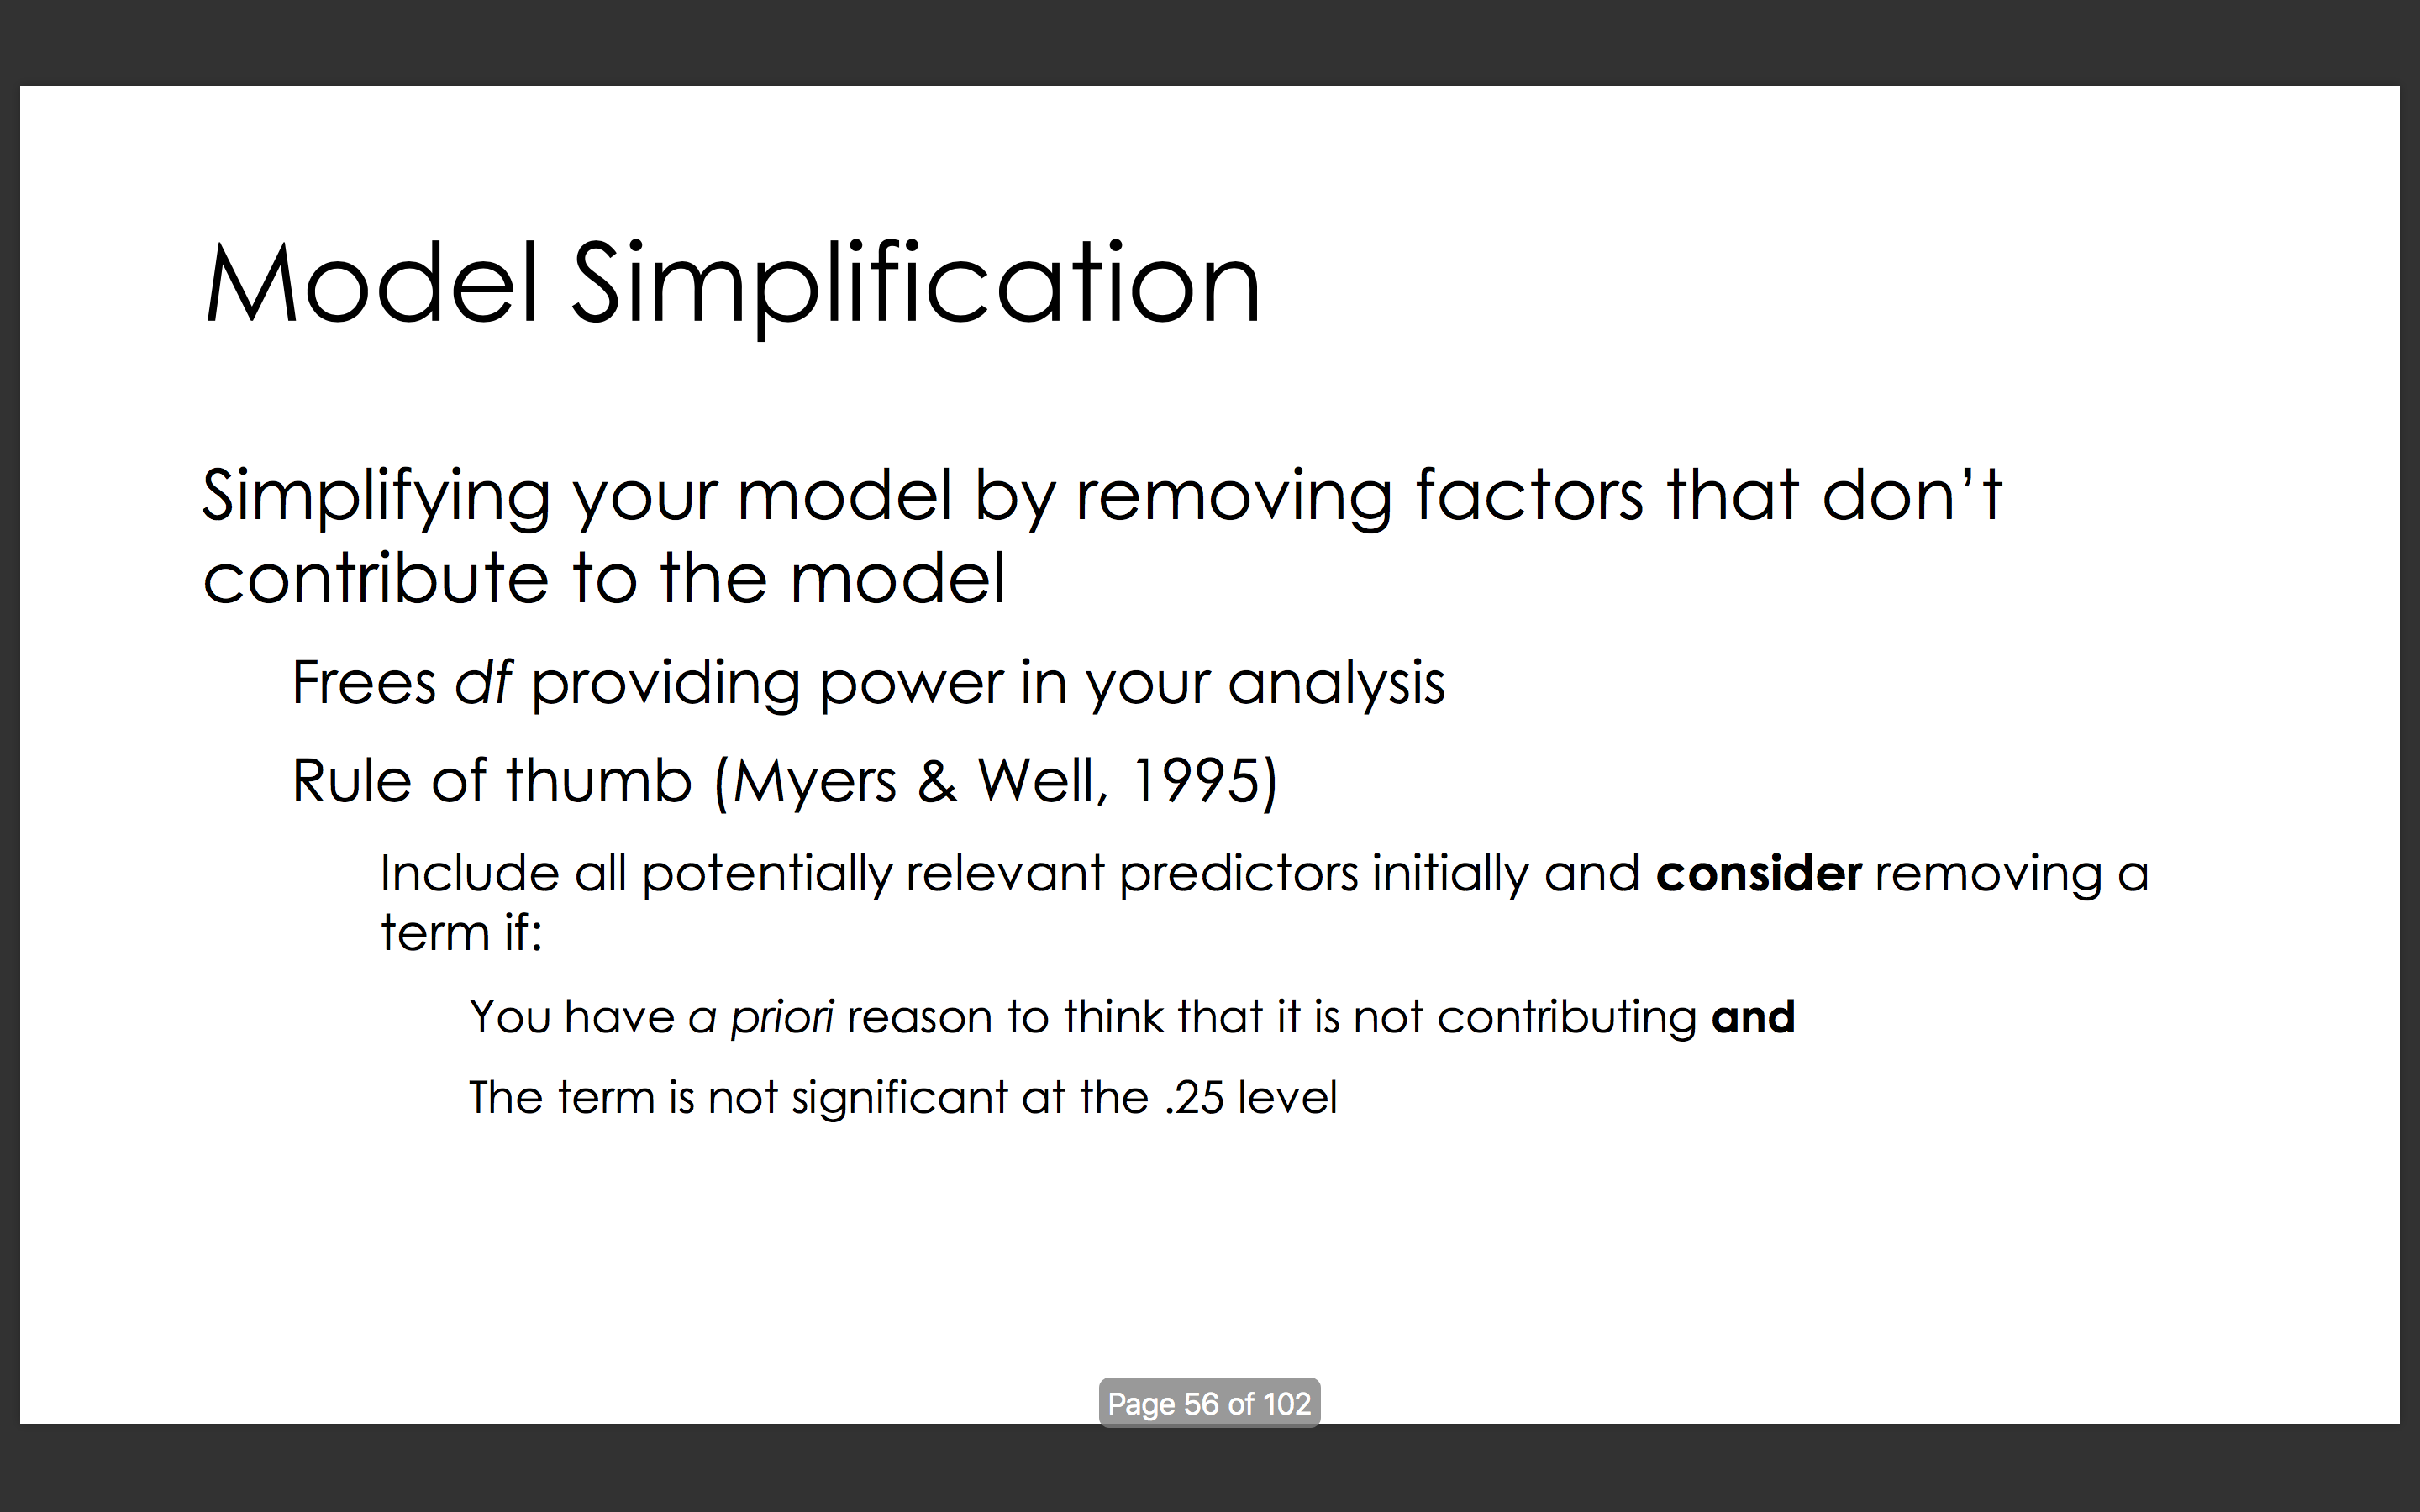 Model Simplification
Simplifying your model by removing factors that don’t
contribute to the model
Frees df providing power in your analysis
Rule of thumb (Myers & Well, 1995)
Include all potentially relevant predictors initially and consider removing a
term if:
You have a priori reason to think that it is not contributing and
The term is not significant at the .25 level
Page 56 of 102